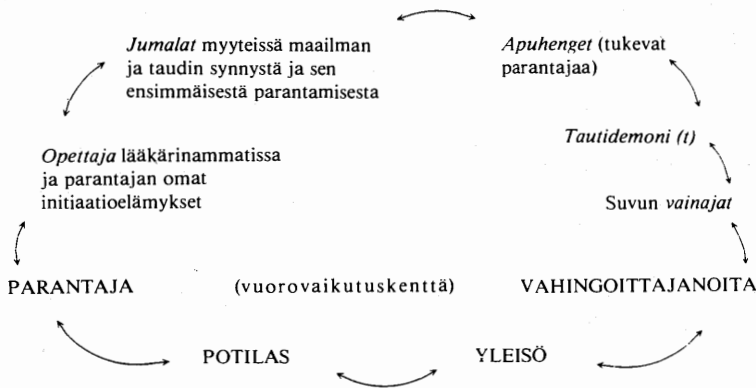 Jumalat myyteissä maailman
ja taudin synnystä ja sen
ensimmäisestä parantamisesta
Apuhenget (tukevat
parantajaa)
Opettaja lääkärinammatissa
ja parantajan omat
initiaatioelämykset
Tautidemoni (t)
Suvun vainajat
PARANTAJA
(vuorovaikutuskenttä)
VAHINGOITTAJANOITA
POTILAS
YLEISÖ